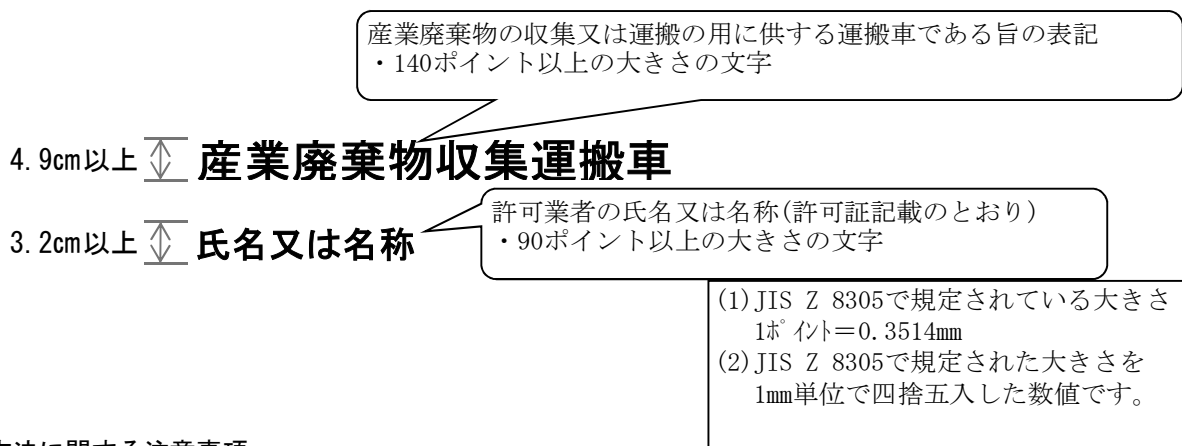 産業廃棄物の収集又は運搬の用に供する運搬車である旨の表記
・140ポイント以上の大きさの文字
4.9㎝以上 産業廃棄物収集運搬車
3.2㎝以上 氏名又は名称
許可業者の氏名又は名称(許可証記載のとおり)
・90ポイント以上の大きさの文字
(1)JIS Z 8305で規定されている大きさ
1ﾎﾟｲﾝﾄ＝0.3514㎜
(2)JIS Z 8305で規定された大きさを
1㎜単位で四捨五入した数値です。